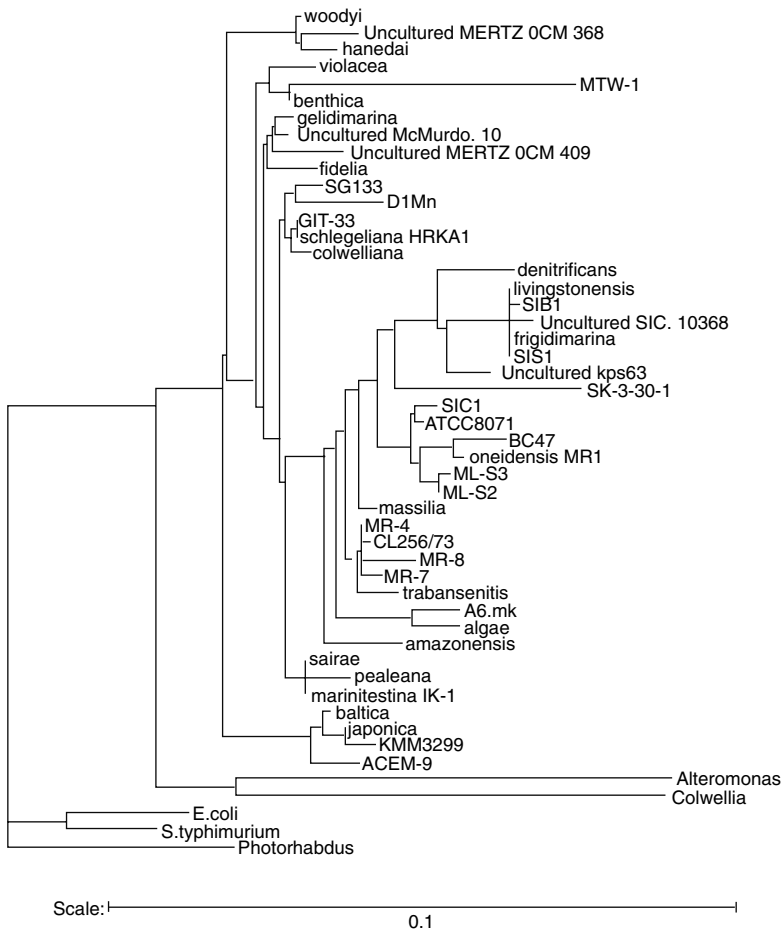 woodyi
Uncultured MERTZ 0CM 368
hanedai
violacea
MTW-1
benthica
gelidimarina
Uncultured McMurdo. 10
Uncultured MERTZ 0CM 409
fidelia
SG133
D1Mn
GIT-33
schlegeliana HRKA1
colwelliana
denitrificans
livingstonensis
SIB1
Uncultured SIC. 10368
frigidimarina
SIS1
Uncultured kps63
SK-3-30-1
SIC1
ATCC8071
BC47
oneidensis MR1
ML-S3
ML-S2
massilia
MR-4
CL256/73
MR-8
MR-7
trabansenitis
A6.mk
algae
amazonensis
sairae
pealeana
marinitestina IK-1
baltica
japonica
KMM3299
ACEM-9
Alteromonas
Colwellia
E.coli
S.typhimurium
Photorhabdus
Scale:
0.1